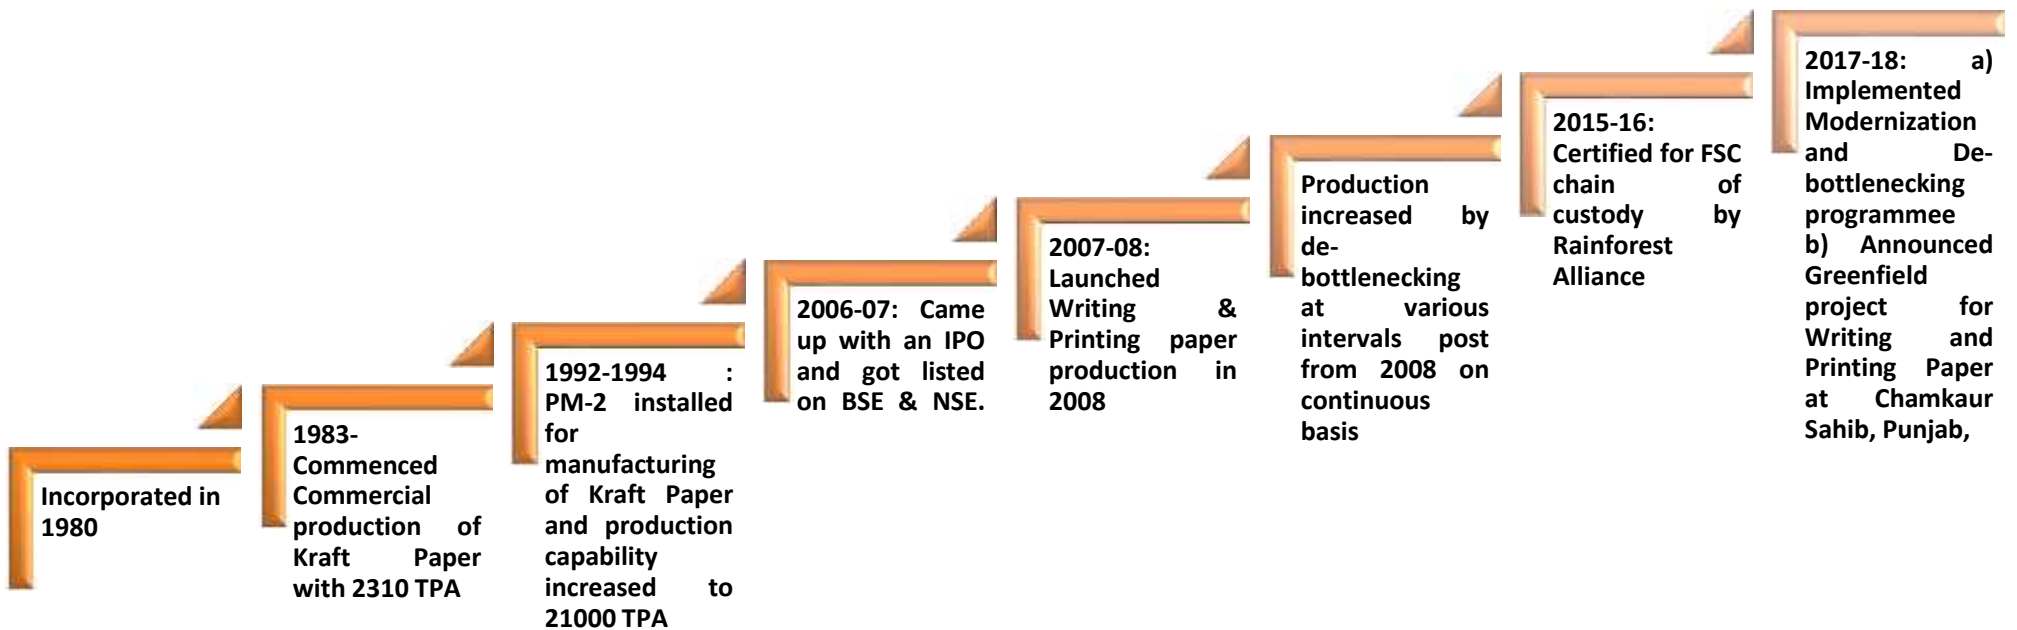 Incorporated in
1980
1983-
Commenced
Commercial
production of
Kraft Paper
with 2310 TPA
1992-1994 :
PM-2 installed
for
manufacturing
of Kraft Paper
and production
capability
increased to
21000 TPA
2006-07: Came
up with an IPO
and got listed
on BSE & NSE.
2007-08:
Launched
Writing &
Printing paper
production in
2008
Production
increased by
de-
bottlenecking
at various
intervals post
from 2008 on
continuous
basis
2015-16:
Certified for FSC
chain of
custody by
Rainforest
Alliance
2017-18: a)
Implemented
Modernization
and De-
bottlenecking
programmee
b) Announced
Greenfield
project for
Writing and
Printing Paper
at Chamkaur
Sahib, Punjab,